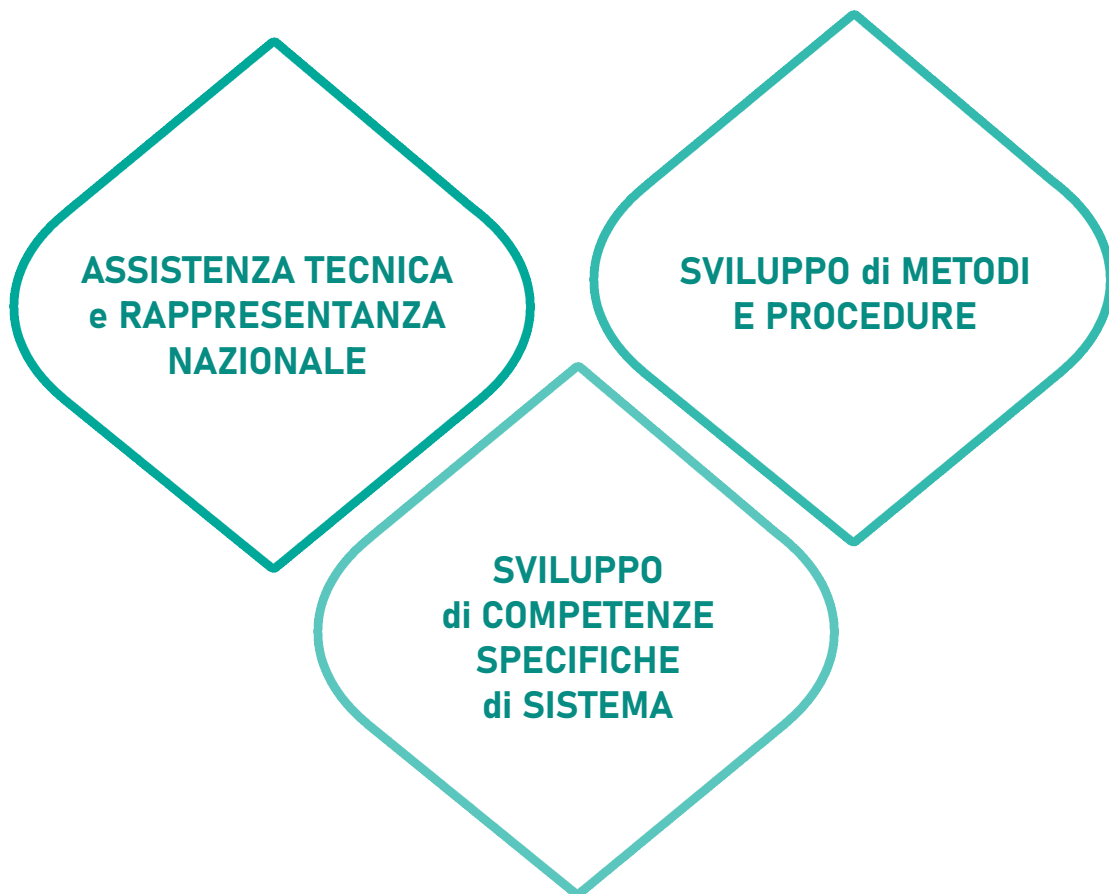 ASSISTENZA TECNICA
e RAPPRESENTANZA
NAZIONALE
SVILUPPO di METODI
E PROCEDURE
SVILUPPO
di COMPETENZE
SPECIFICHE
di SISTEMA